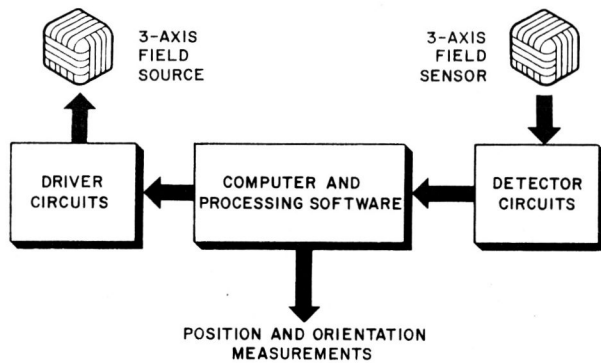 3-AXIS
FIELD
SOURCE
3-AXIS
FIELD
SENSOR
DRIVER
CIRCUITS
COMPUTER AND
PROCESSING SOFTWARE
DETECTOR
CIRCUITS
POSITION AND ORIENTATION
MEASUREMENTS